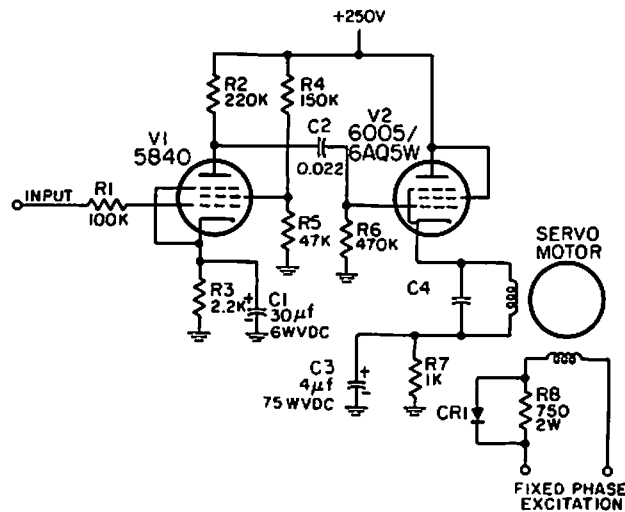 +250V
R2
220K
R4
150K
V1
5840
C2
0.022
V2
6005/
6AQ5W
INPUT
R1
100K
R5
47K
R6
470K
SERVO
MOTOR
R3
2.2K
+
-
C1
30µf
6WVDC
C4
C3
4µf
75 WVDC
+
-
R7
1K
CR1
R8
750
2W
FIXED PHASE
EXCITATION